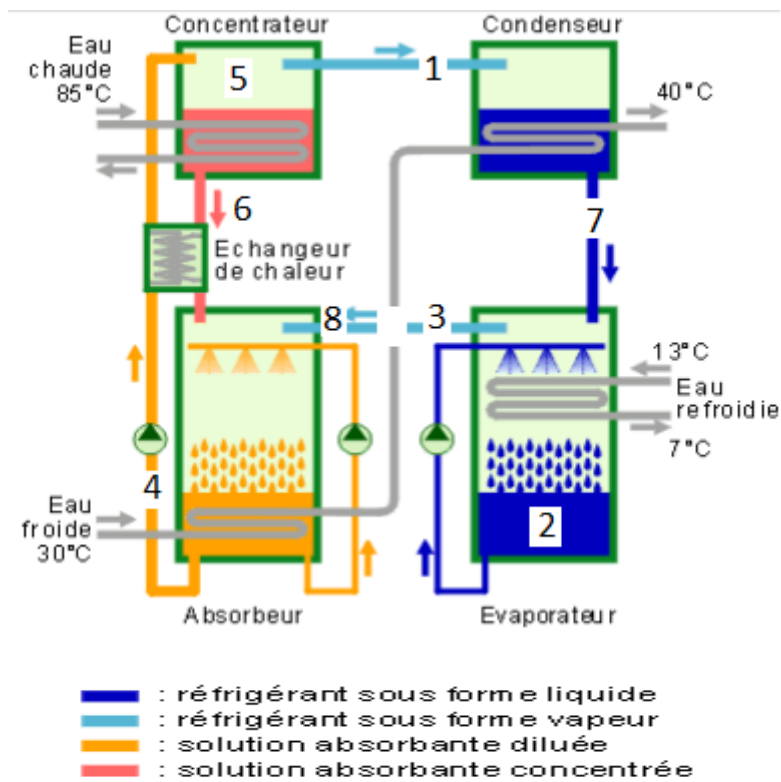 Concentrateur
Condenseur
Eau
chaude
85°C
5
1
40°C
6
7
Echangeur
de chaleur
8
3
13°C
Eau
refroidie
7°C
4
Eau
froide
30°C
2
Absorbeur
Evaporateur
: réfrigérant sous forme liquide
: réfrigérant sous forme vapeur
: solution absorbante diluée
: solution absorbante concentrée